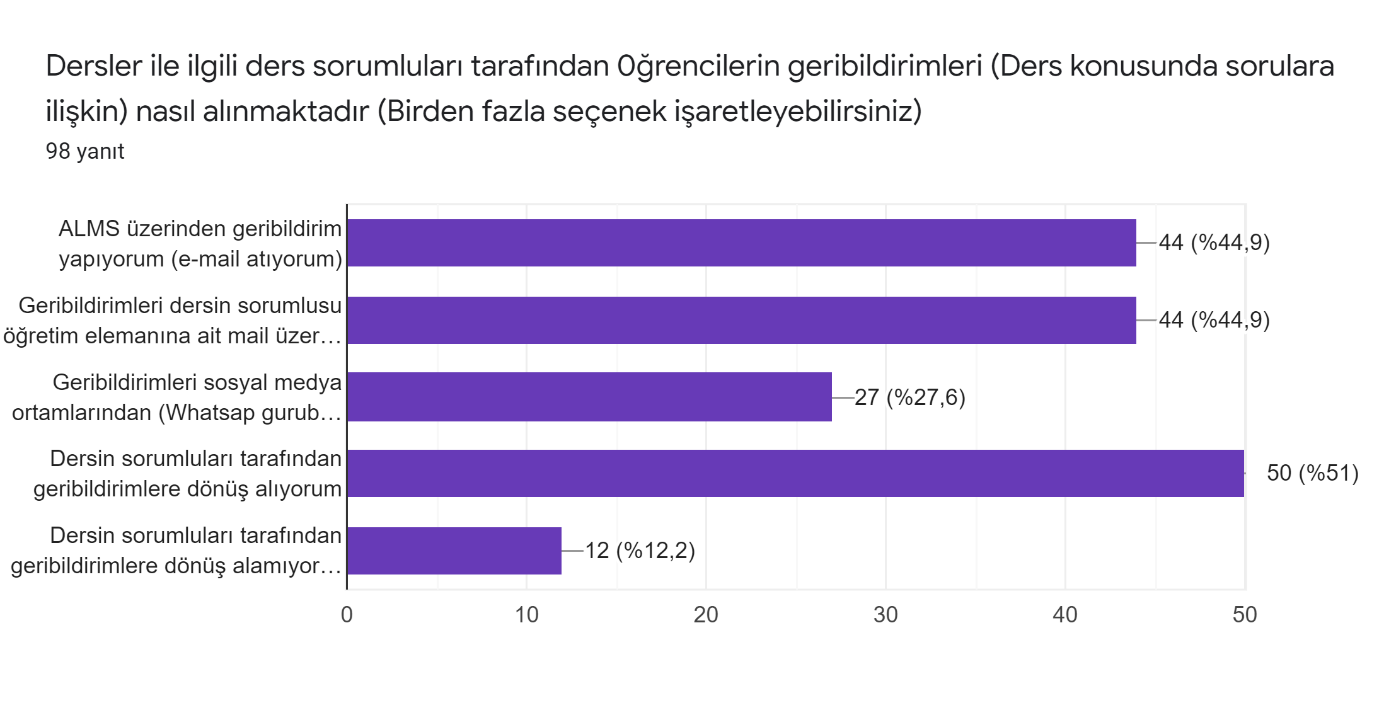 Dersler ile ilgili ders sorumluları tarafından 0ğrencilerin geribildirimleri (Ders konusunda sorulara
ilişkin) nasıl alınmaktadır (Birden fazla seçenek işaretleyebilirsiniz)
98 yanıt
ALMS üzerinden geribildirim
yapıyorum (e-mail atıyorum)
44 (%44,9)
Geribildirimleri dersin sorumlusu
öğretim elemanına ait mail üzer…
44 (%44,9)
Geribildirimleri sosyal medya
ortamlarından (Whatsap gurub…
27 (%27,6)
Dersin sorumluları tarafından
geribildirimlere dönüş alıyorum
50 (%51)
Dersin sorumluları tarafından
geribildirimlere dönüş alamıyor…
12 (%12,2)
0 10 20 30 40 50